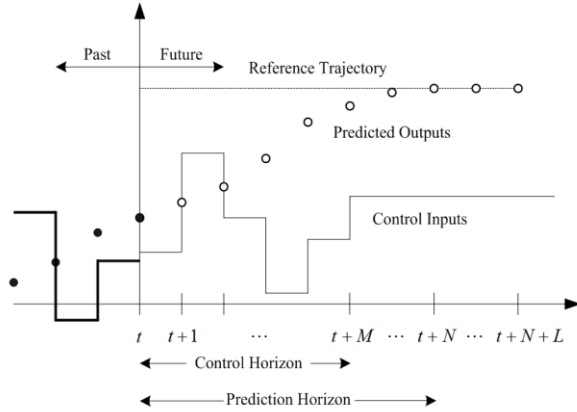 Past Future
Reference Trajectory
Predicted Outputs
Control Inputs
t t+1 ... t+M ... t+N ... t+N+L
Control Horizon
Prediction Horizon